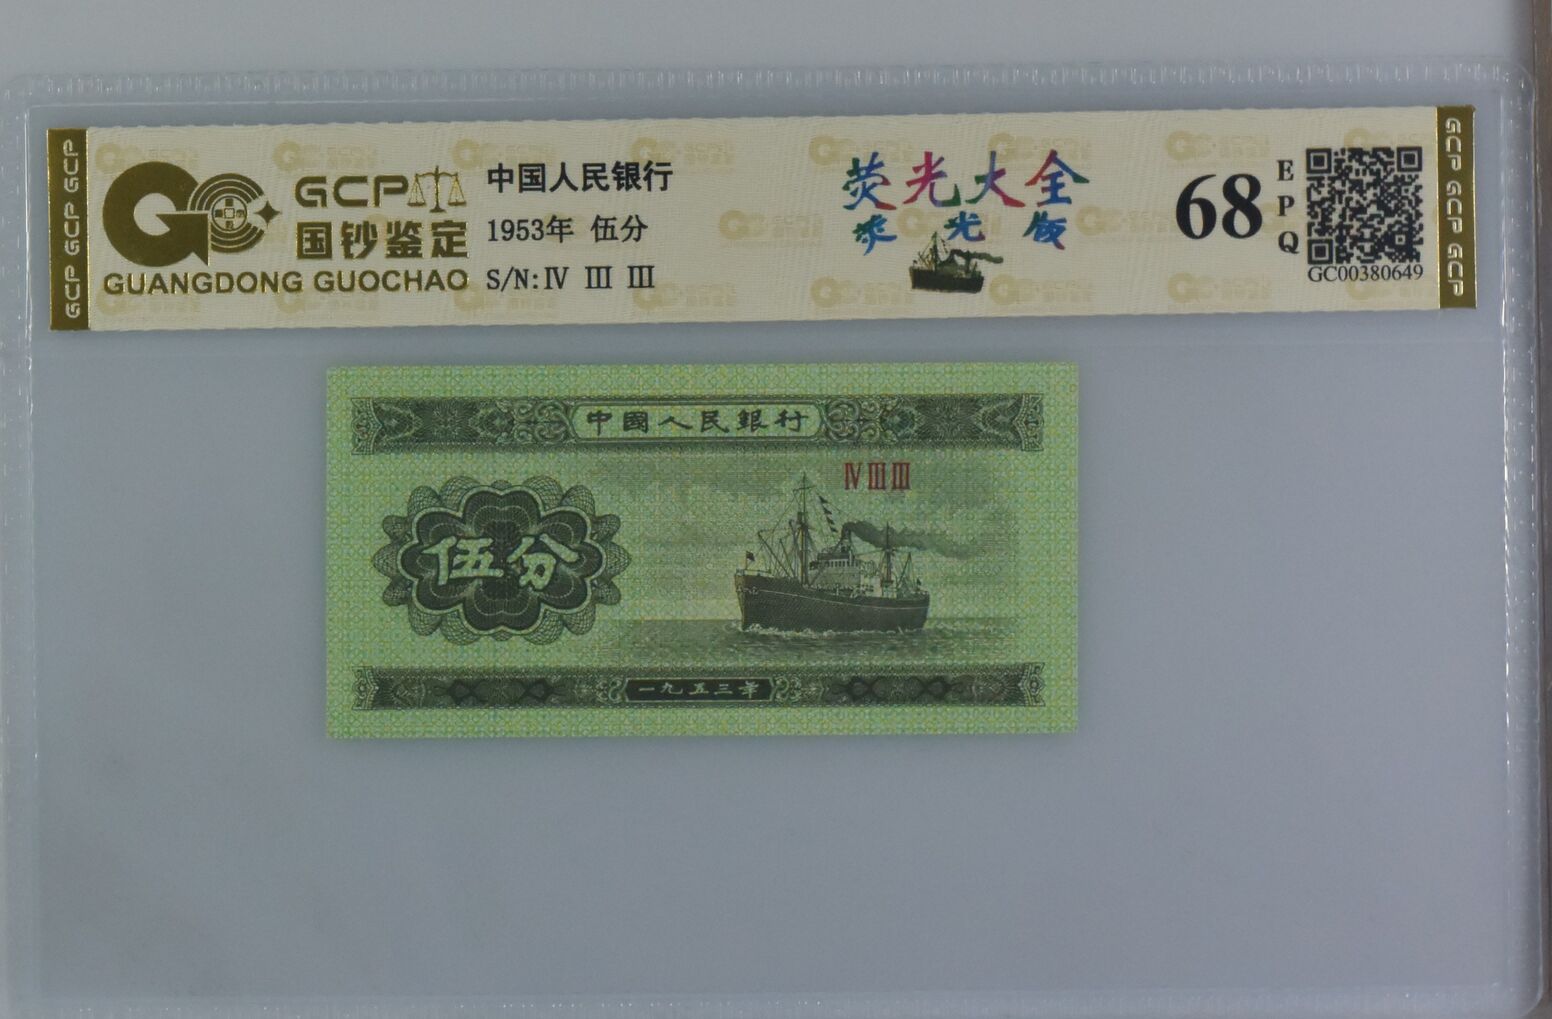 GCP GCP GCP
GCP
国钞鉴定
GUANGDONG GUOCHAO
中国人民银行
1953年 伍分
S/N:Ⅳ Ⅲ Ⅲ
荧光大全
荧光版
68
EPQ
GC00380649
GCP GCP GCP
中國人民銀行
ⅣⅢⅢ
伍分
一九五三年